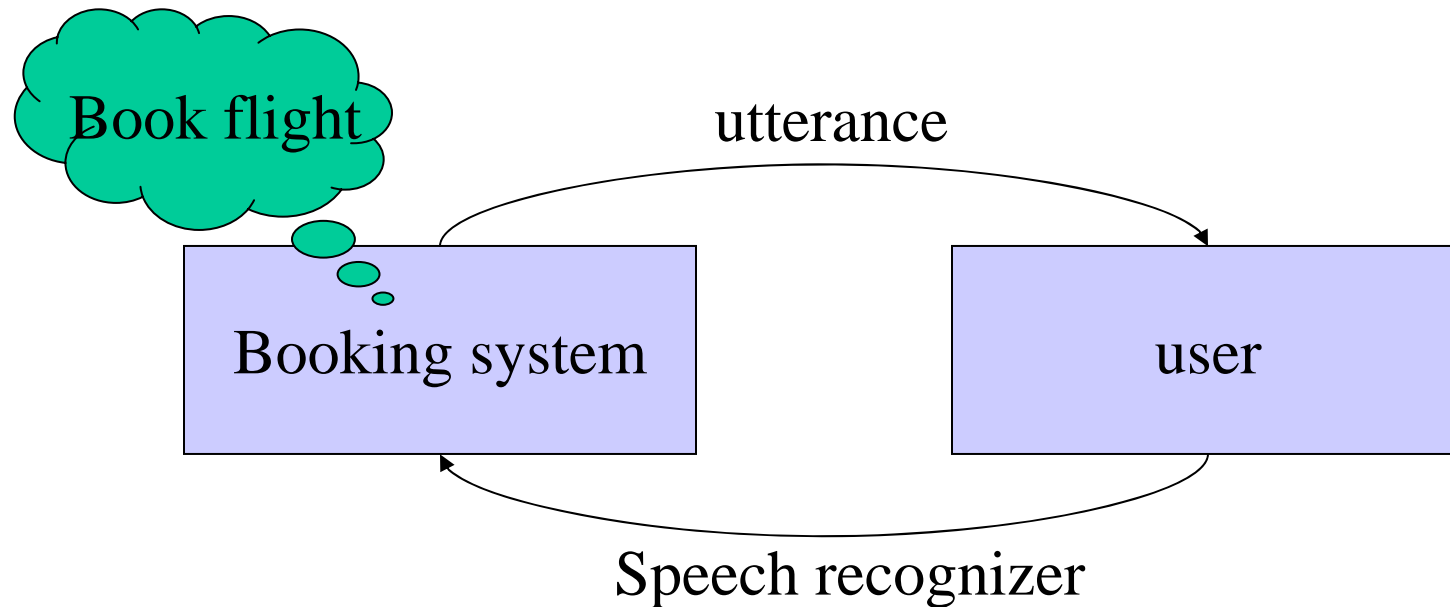 Book flight
utterance
Booking system
user
Speech recognizer